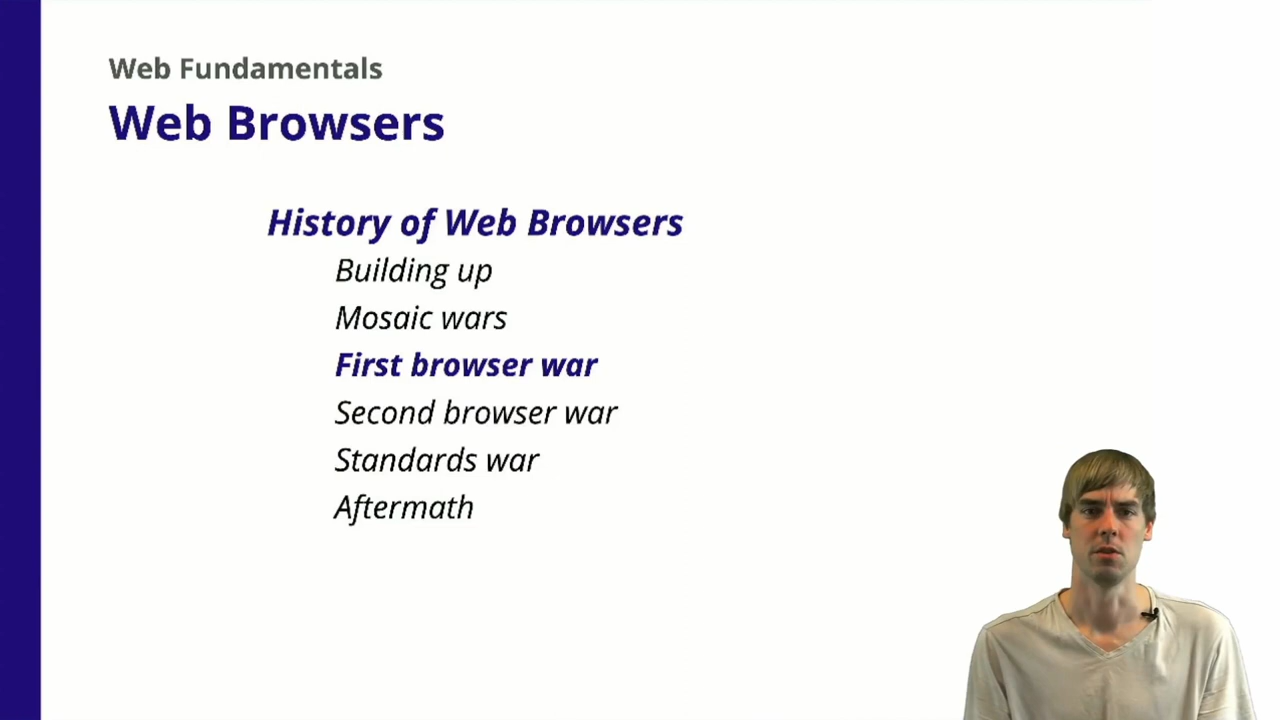 Web Fundamentals
Web Browsers
History of Web Browsers
Building up
Mosaic wars
First browser war
Second browser war
Standards war
Aftermath